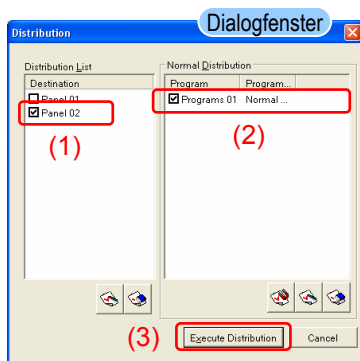 Dialogfenster
Distribution
Distribution List
Destination
Panel 01
Panel 02
(1)
Normal Distribution
Program Program...
Programs 01 Normal ...
(2)
(3)
Execute Distribution
Cancel